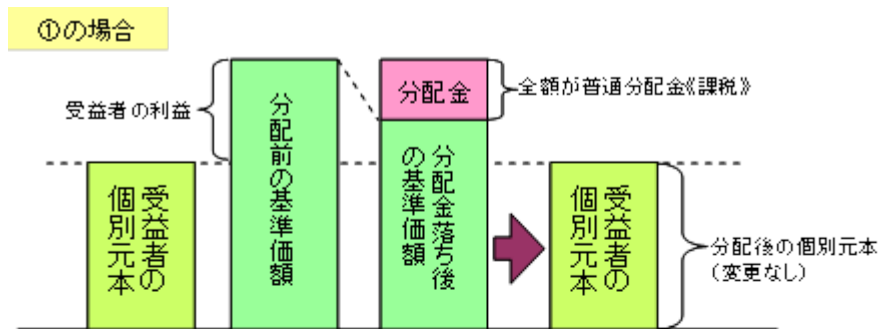 ①の場合
受益者の利益
分配前の基準価額
分配金
全額が普通分配金《課税》
分配金落ち後
の基準価額
受益者の
個別元本
受益者の
個別元本
分配後の個別元本
(変更なし)